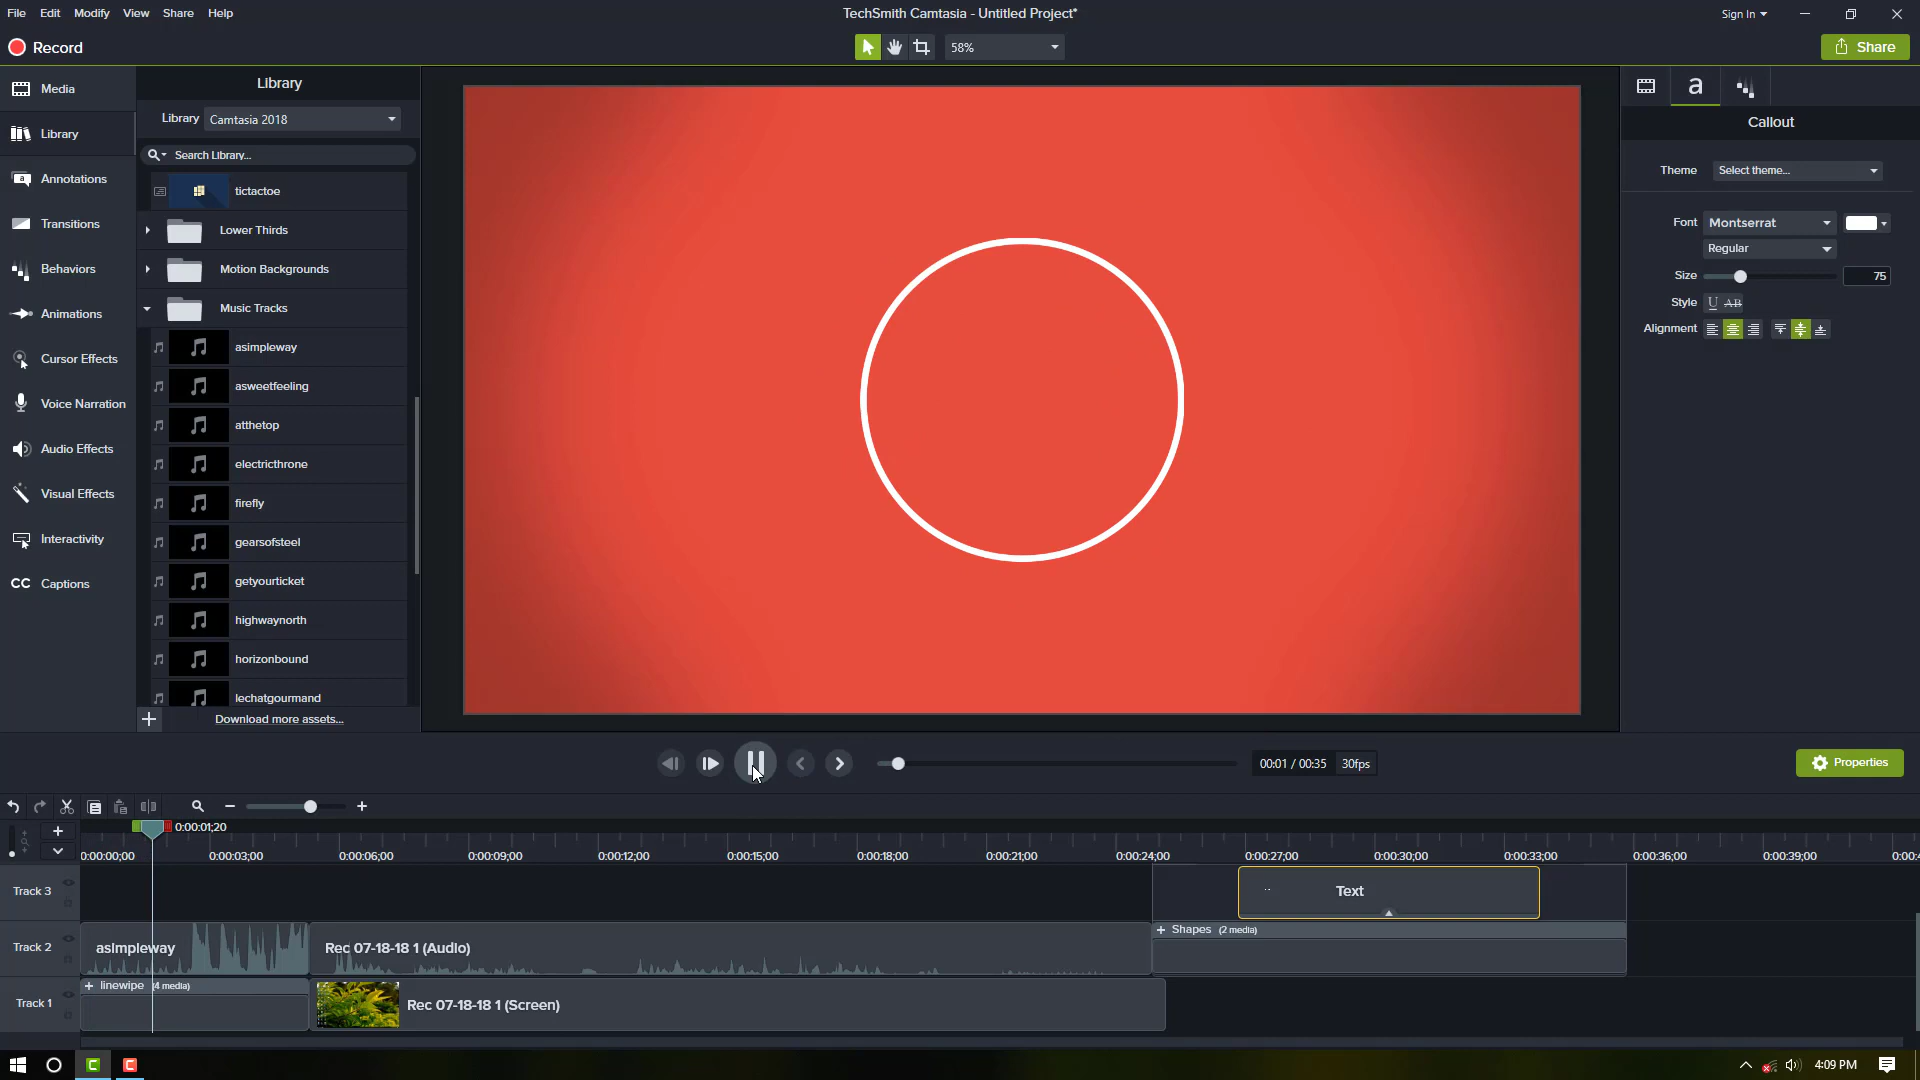 File Edit Modify View Share Help
TechSmith Camtasia - Untitled Project*
Sign In
Record
58%
Share
Media
Library
Annotations
Transitions
Behaviors
Animations
Cursor Effects
Voice Narration
Audio Effects
Visual Effects
Interactivity
CC Captions
Library
Library Camtasia 2018
Search Library...
tictactoe
Lower Thirds
Motion Backgrounds
Music Tracks
asimpleway
asweetfeeling
atthetop
electricthrone
firefly
gearsofsteel
getyourticket
highwaynorth
horizonbound
lechatgourmand
Download more assets...
a
Callout
Theme Select theme...
Font Montserrat
Regular
Size 75
Style U AB
Alignment
00:01 / 00:35 30fps
Properties
0:00:01;20
0:00:00;00 0:00:03;00 0:00:06;00 0:00:09;00 0:00:12;00 0:00:15;00 0:00:18;00 0:00:21;00 0:00:24;00 0:00:27;00 0:00:30;00 0:00:33;00 0:00:36;00 0:00:39;00 0:00:4
Track 3 Text
Track 2 asimpleway Rec 07-18-18 1 (Audio) Shapes (2 media)
Track 1 linewipe (4 media) Rec 07-18-18 1 (Screen)
4:09 PM